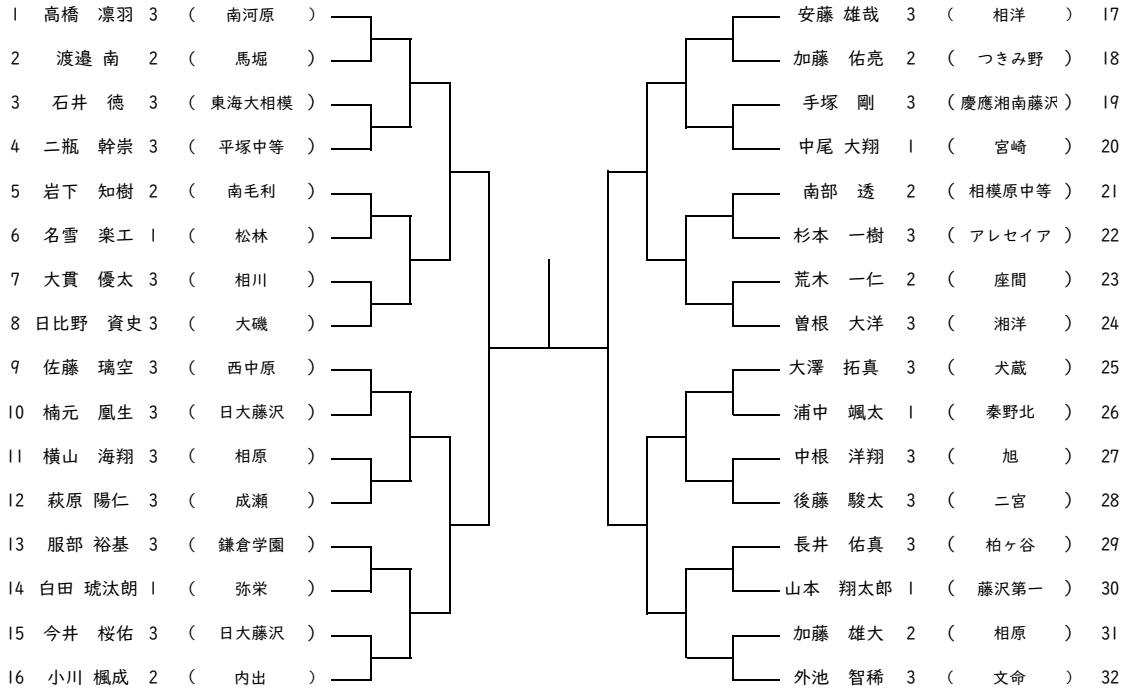 1 高橋 凛羽 3 ( 南河原 )
2 渡邉 南 2 ( 馬堀 )
3 石井 徳 3 ( 東海大相模 )
4 二瓶 幹崇 3 ( 平塚中等 )
5 岩下 知樹 2 ( 南毛利 )
6 名雪 楽工 1 ( 松林 )
7 大貫 優太 3 ( 相川 )
8 日比野 資史 3 ( 大磯 )
9 佐藤 璃空 3 ( 西中原 )
10 楠元 凰生 3 ( 日大藤沢 )
11 横山 海翔 3 ( 相原 )
12 萩原 陽仁 3 ( 成瀬 )
13 服部 裕基 3 ( 鎌倉学園 )
14 白田 琥汰朗 1 ( 弥栄 )
15 今井 桜佑 3 ( 日大藤沢 )
16 小川 楓成 2 ( 内出 )
安藤 雄哉 3 ( 相洋 ) 17
加藤 佑亮 2 ( つきみ野 ) 18
手塚 剛 3 ( 慶應湘南藤沢 ) 19
中尾 大翔 1 ( 宮崎 ) 20
南部 透 2 ( 相模原中等 ) 21
杉本 一樹 3 ( アレセイア ) 22
荒木 一仁 2 ( 座間 ) 23
曽根 大洋 3 ( 湘洋 ) 24
大澤 拓真 3 ( 犬蔵 ) 25
浦中 颯太 1 ( 秦野北 ) 26
中根 洋翔 3 ( 旭 ) 27
後藤 駿太 3 ( 二宮 ) 28
長井 佑真 3 ( 柏ヶ谷 ) 29
山本 翔太郎 1 ( 藤沢第一 ) 30
加藤 雄大 2 ( 相原 ) 31
外池 智稀 3 ( 文命 ) 32